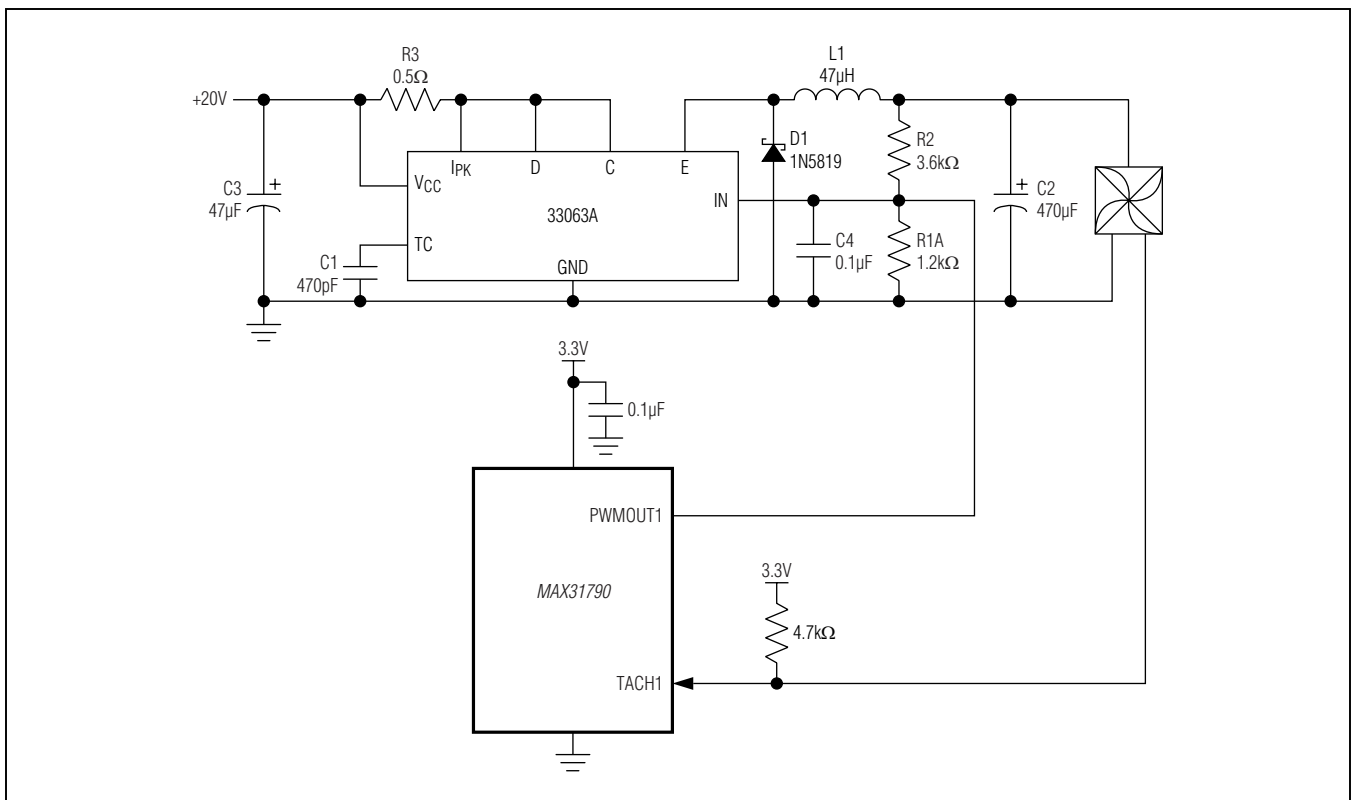 R3
0.5Ω
L1
47µH
+20V
IPK
D
C
E
D1
1N5819
R2
3.6kΩ
C3
47µF
+
VCC
IN
C2
470µF
+
33063A
TC
C1
470pF
GND
C4
0.1µF
R1A
1.2kΩ
3.3V
0.1µF
PWMOUT1
MAX31790
3.3V
4.7kΩ
TACH1